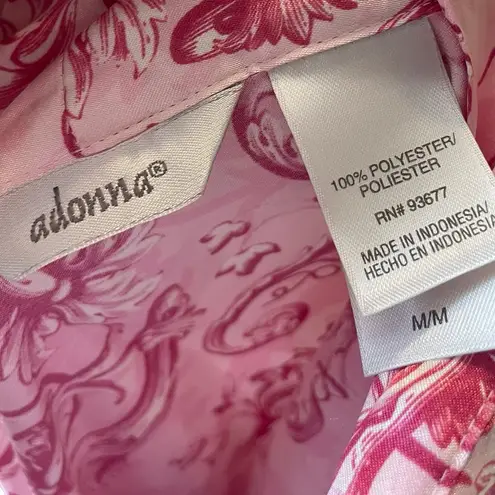 adonna®
100% POLYESTER/
POLIESTER
RN# 93677
MADE IN INDONESIA/
HECHO EN INDONESIA
M/M